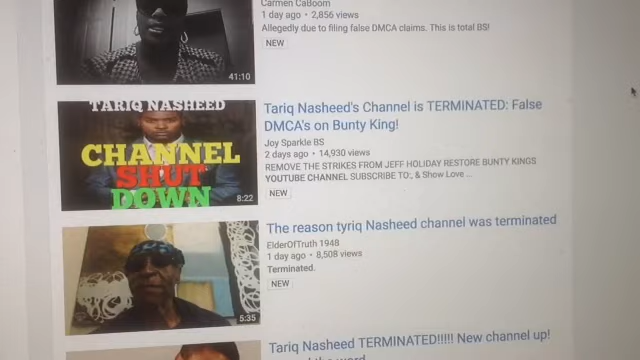 Carmen CaBoom
1 day ago • 2,856 views
Allegedly due to filing false DMCA claims. This is total BS!
NEW
41:10
TARIQ NASHEED
CHANNEL
SHUT
DOWN
8:22
Tariq Nasheed's Channel is TERMINATED: False
DMCA's on Bunty King!
Joy Sparkle BS
2 days ago • 14,930 views
REMOVE THE STRIKES FROM JEFF HOLIDAY RESTORE BUNTY KINGS
YOUTUBE CHANNEL SUBSCRIBE TO:, & Show Love ...
NEW
5:35
The reason tyriq Nasheed channel was terminated
ElderOfTruth 1948
1 day ago • 8,508 views
Terminated.
NEW
Tariq Nasheed TERMINATED!!!!! New channel up!
the word